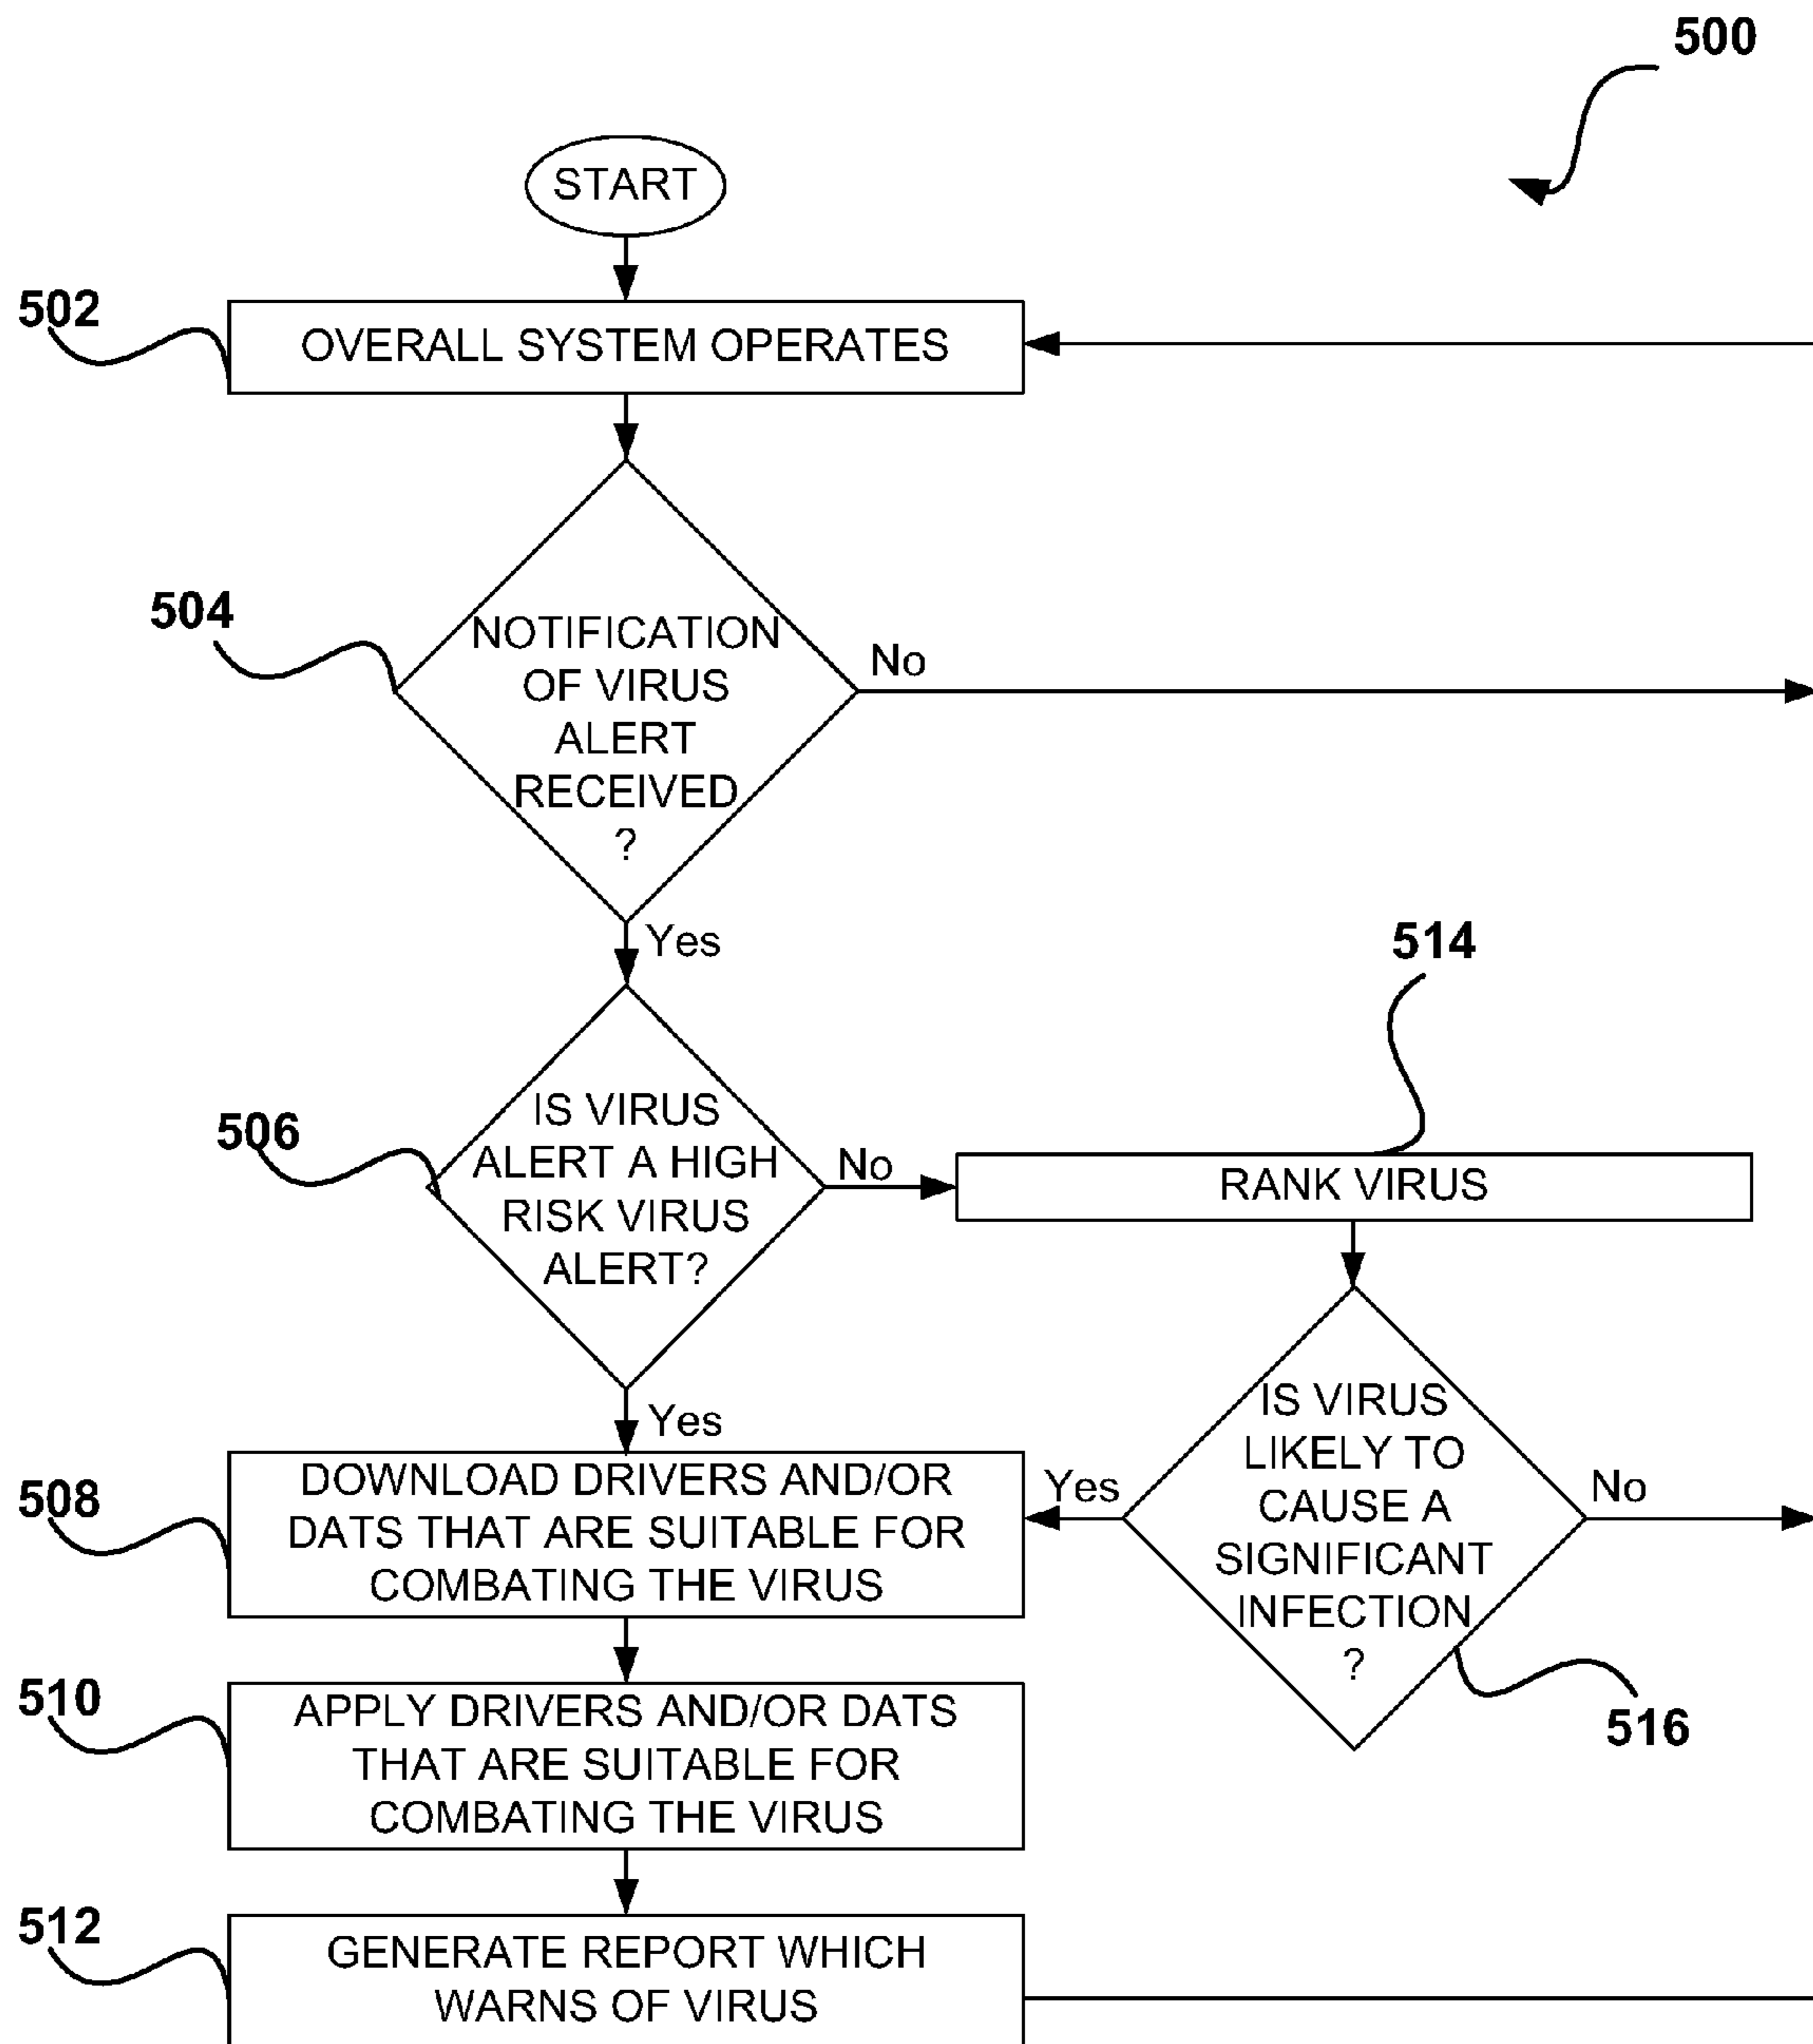 500
START
502
OVERALL SYSTEM OPERATES
504
NOTIFICATION
OF VIRUS
ALERT
RECEIVED
?
No
Yes
514
506
IS VIRUS
ALERT A HIGH
RISK VIRUS
ALERT?
No
RANK VIRUS
Yes
508
DOWNLOAD DRIVERS AND/OR
DATS THAT ARE SUITABLE FOR
COMBATING THE VIRUS
Yes
IS VIRUS
LIKELY TO
CAUSE A
SIGNIFICANT
INFECTION
?
No
516
510
APPLY DRIVERS AND/OR DATS
THAT ARE SUITABLE FOR
COMBATING THE VIRUS
512
GENERATE REPORT WHICH
WARNS OF VIRUS